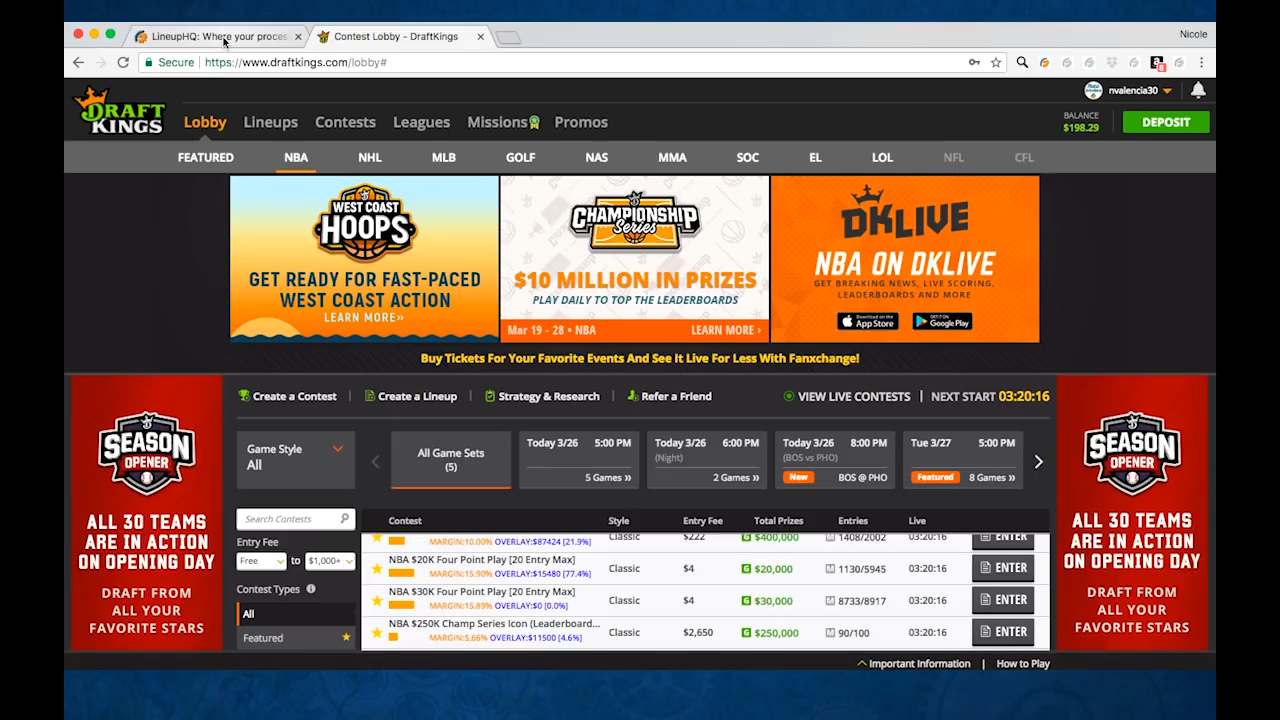 LineupHQ: Where your proces
Contest Lobby - DraftKings
Nicole
Secure
https://www.draftkings.com/lobby#
DRAFT KINGS
nvalencia30
Lobby
Lineups
Contests
Leagues
Missions
Promos
BALANCE
$198.29
DEPOSIT
FEATURED
NBA
NHL
MLB
GOLF
NAS
MMA
SOC
EL
LOL
NFL
CFL
WEST COAST
HOOPS
GET READY FOR FAST-PACED
WEST COAST ACTION
LEARN MORE»
CHAMPIONSHIP
Series
$10 MILLION IN PRIZES
PLAY DAILY TO TOP THE LEADERBOARDS
Mar 19 - 28 • NBA
LEARN MORE ›
DKLIVE
NBA ON DKLIVE
GET BREAKING NEWS, LIVE SCORING,
LEADERBOARDS AND MORE
Download on the
App Store
GET IT ON
Google Play
Buy Tickets For Your Favorite Events And See It Live For Less With Fanxchange!
SEASON
OPENER
ALL 30 TEAMS
ARE IN ACTION
ON OPENING DAY
DRAFT FROM
ALL YOUR
FAVORITE STARS
Create a Contest
Create a Lineup
Strategy & Research
Refer a Friend
VIEW LIVE CONTESTS
NEXT START 03:20:16
Game Style
All
All Game Sets
(5)
Today 3/26 5:00 PM
5 Games »
Today 3/26 6:00 PM
(Night)
2 Games »
Today 3/26 8:00 PM
(BOS vs PHO)
New
BOS @ PHO
Tue 3/27 5:00 PM
Featured
8 Games »
Search Contests
Entry Fee
Free to $1,000+
Contest Types
All
Featured
Contest Style Entry Fee Total Prizes Entries Live
Classic $222 G $400,000 M 1408/2002 03:20:16 ENTER
MARGIN:10.00% OVERLAY:$87424 [21.9%]
NBA $20K Four Point Play [20 Entry Max]
MARGIN:15.90% OVERLAY:$15480 [77.4%]
Classic $4 G $20,000 M 1130/5945 03:20:16 ENTER
NBA $30K Four Point Play [20 Entry Max]
MARGIN:15.89% OVERLAY:$0 [0.0%]
Classic $4 G $30,000 M 8733/8917 03:20:16 ENTER
NBA $250K Champ Series Icon (Leaderboard...
MARGIN:5.66% OVERLAY:$11500 [4.6%]
Classic $2,650 G $250,000 M 90/100 03:20:16 ENTER
SEASON
OPENER
ALL 30 TEAMS
ARE IN ACTION
ON OPENING DAY
DRAFT FROM
ALL YOUR
FAVORITE STARS
Important Information | How to Play